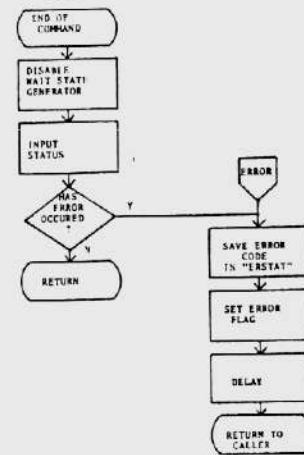 END OF
COMMAND
DISABLE
WAIT STATE
GENERATOR
INPUT
STATUS
HAS
ERROR
OCCURED
?
Y
N
RETURN
ERROR
SAVE ERROR
CODE
IN "ERSTAT"
SET ERROR
FLAG
DELAY
RETURN TO
CALLER